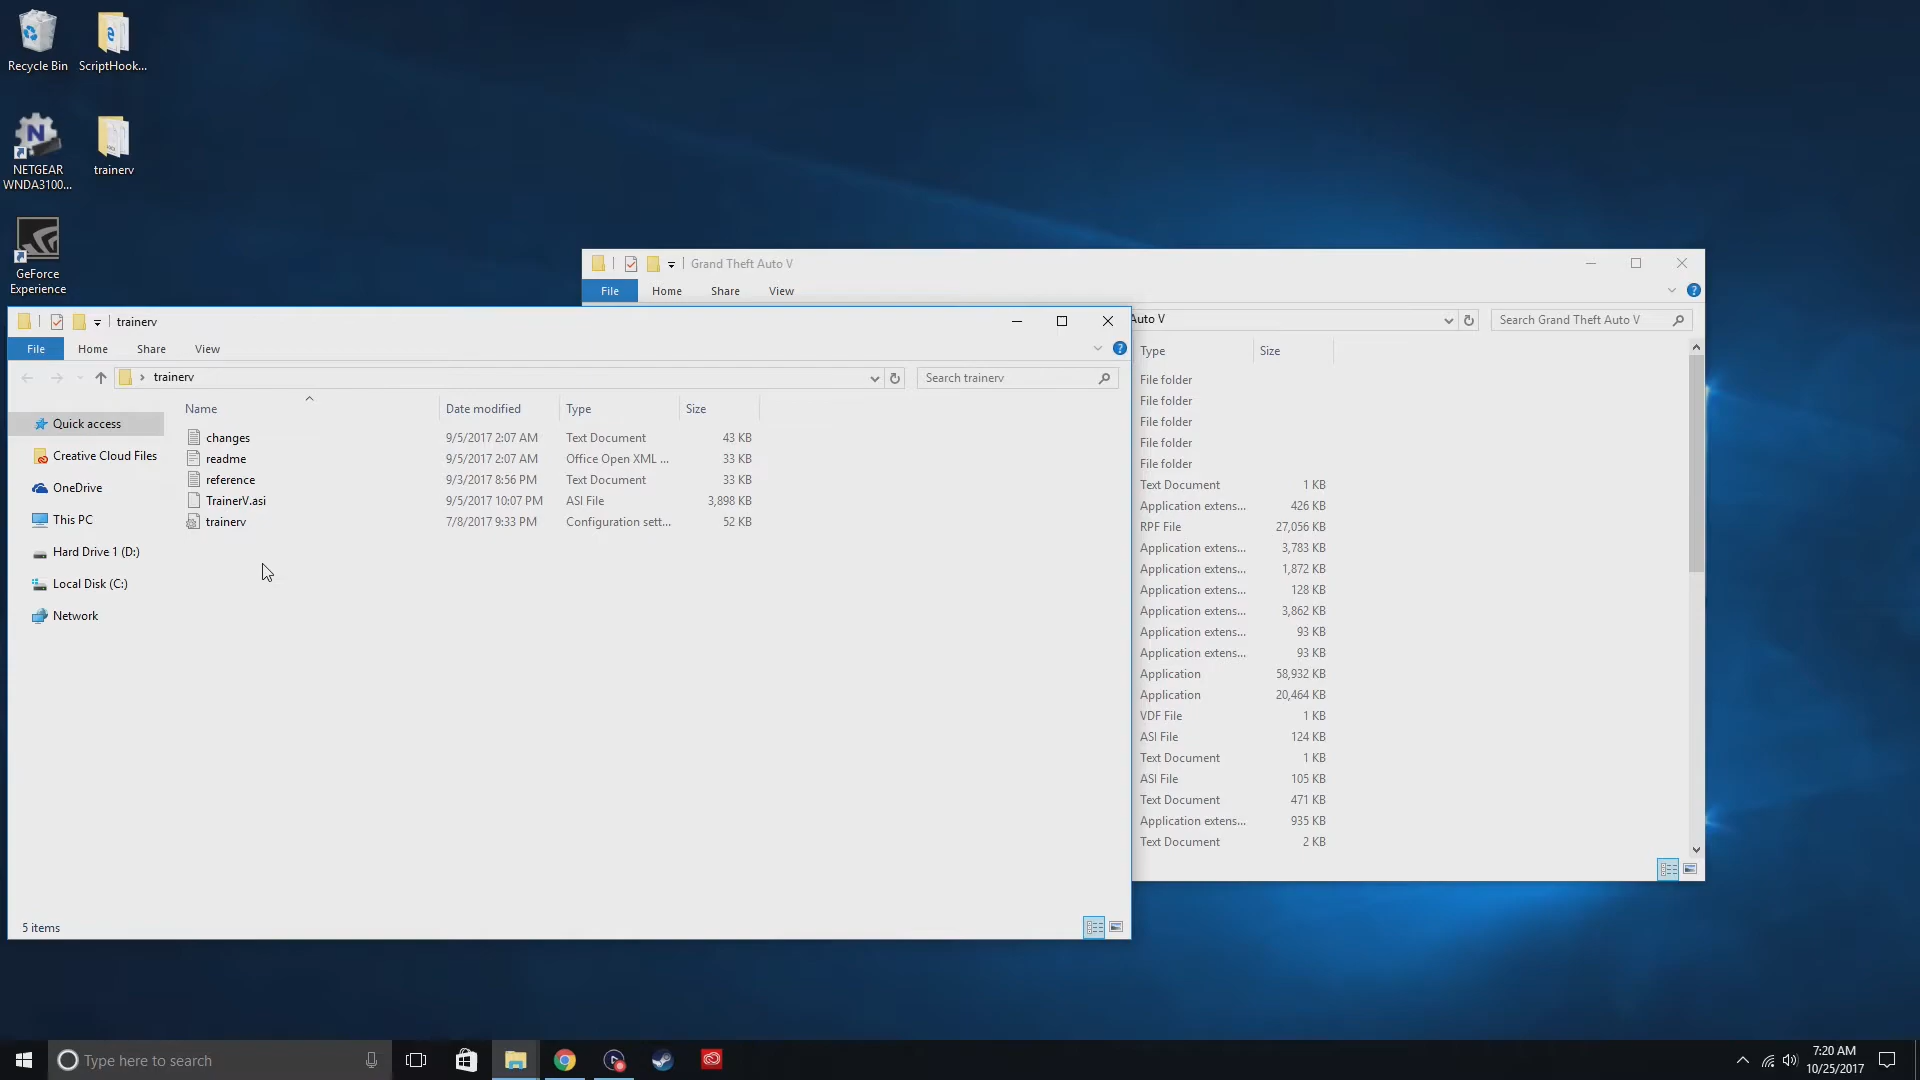 Recycle Bin
ScriptHook...
NETGEAR
WNDA3100...
trainerv
GeForce
Experience
Grand Theft Auto V
File Home Share View
Auto V
Search Grand Theft Auto V
Type Size
File folder
File folder
File folder
File folder
File folder
Text Document 1 KB
Application extens... 426 KB
RPF File 27,056 KB
Application extens... 3,783 KB
Application extens... 1,872 KB
Application extens... 128 KB
Application extens... 3,862 KB
Application extens... 93 KB
Application extens... 93 KB
Application 58,932 KB
Application 20,464 KB
VDF File 1 KB
ASI File 124 KB
Text Document 1 KB
ASI File 105 KB
Text Document 471 KB
Application extens... 935 KB
Text Document 2 KB
trainerv
File Home Share View
trainerv
Search trainerv
Quick access
Creative Cloud Files
OneDrive
This PC
Hard Drive 1 (D:)
Local Disk (C:)
Network
Name Date modified Type Size
changes 9/5/2017 2:07 AM Text Document 43 KB
readme 9/5/2017 2:07 AM Office Open XML ... 33 KB
reference 9/3/2017 8:56 PM Text Document 33 KB
TrainerV.asi 9/5/2017 10:07 PM ASI File 3,898 KB
trainerv 7/8/2017 9:33 PM Configuration sett... 52 KB
5 items
Type here to search
7:20 AM
10/25/2017